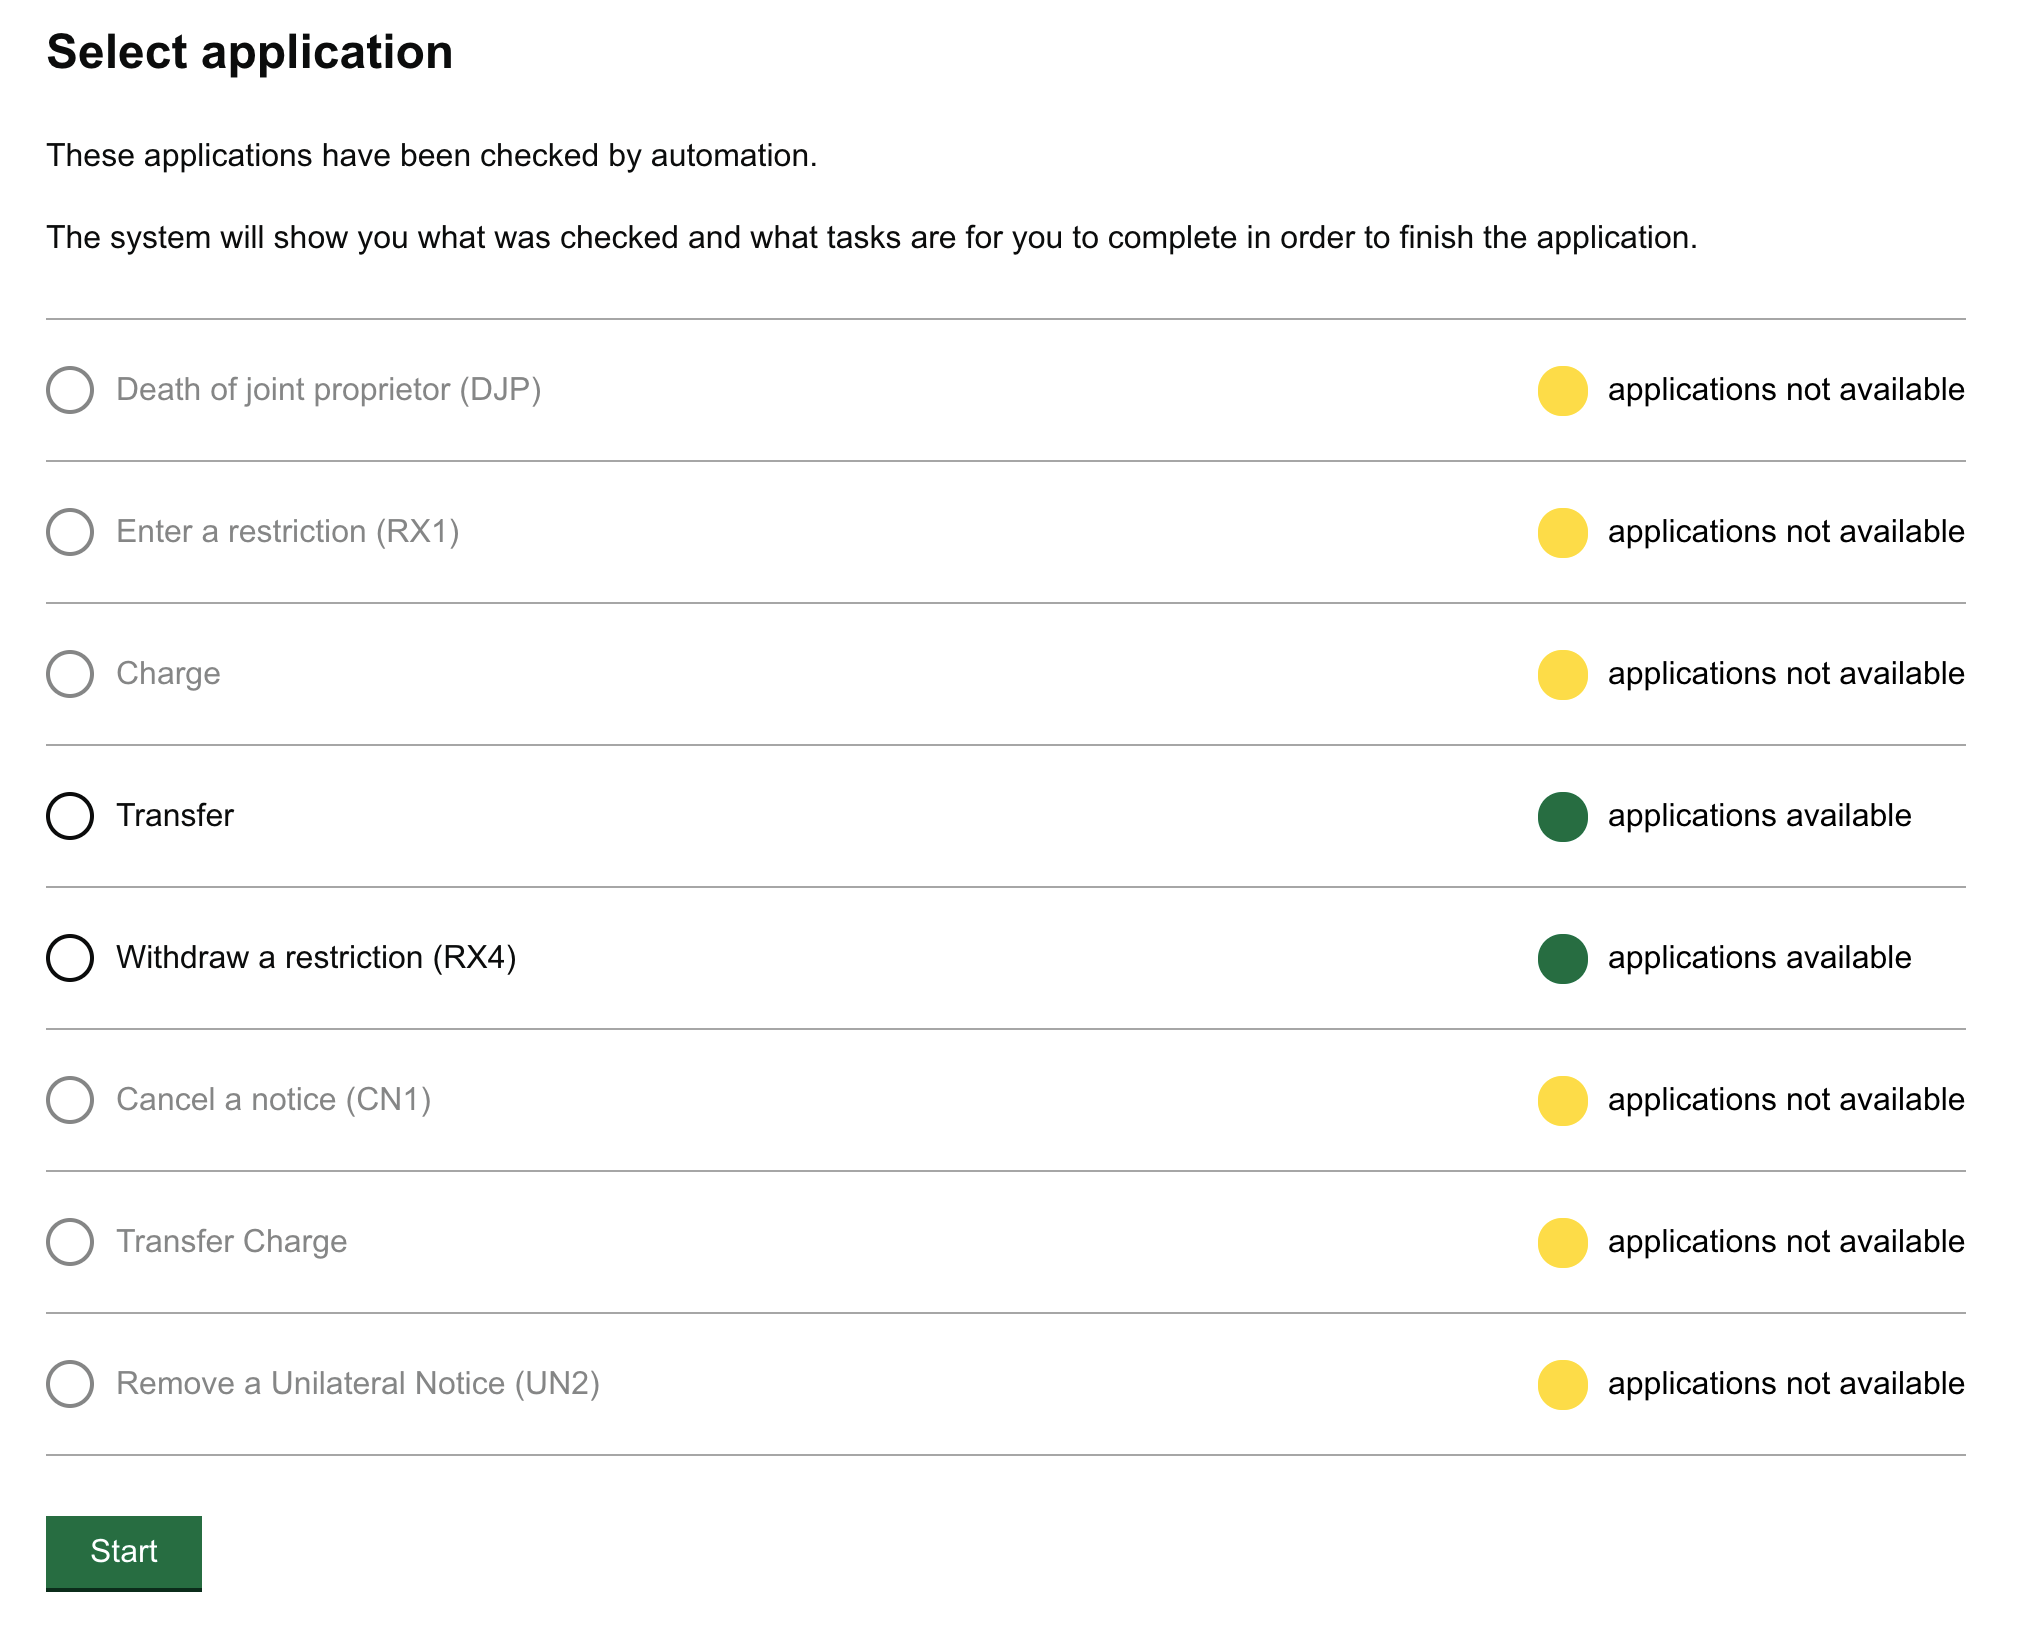 Select application
These applications have been checked by automation.
The system will show you what was checked and what tasks are for you to complete in order to finish the application.
Death of joint proprietor (DJP) applications not available
Enter a restriction (RX1) applications not available
Charge applications not available
Transfer applications available
Withdraw a restriction (RX4) applications available
Cancel a notice (CN1) applications not available
Transfer Charge applications not available
Remove a Unilateral Notice (UN2) applications not available
Start